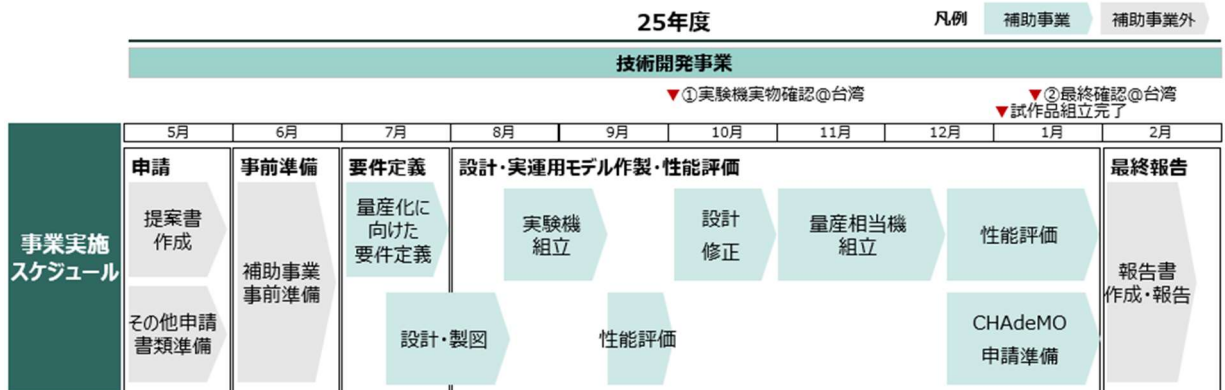 25年度
凡例
補助事業
補助事業外
技術開発事業
▼①実験機実物確認@台湾
▼②最終確認@台湾
▼試作品組立完了
5月
6月
7月
8月
9月
10月
11月
12月
1月
2月
事業実施
スケジュール
申請
事前準備
要件定義
設計・実運用モデル作製・性能評価
最終報告
提案書
作成
その他申請
書類準備
補助事業
事前準備
量産化に
向けた
要件定義
設計・製図
実験機
組立
性能評価
設計
修正
量産相当機
組立
性能評価
CHAdeMO
申請準備
報告書
作成・報告